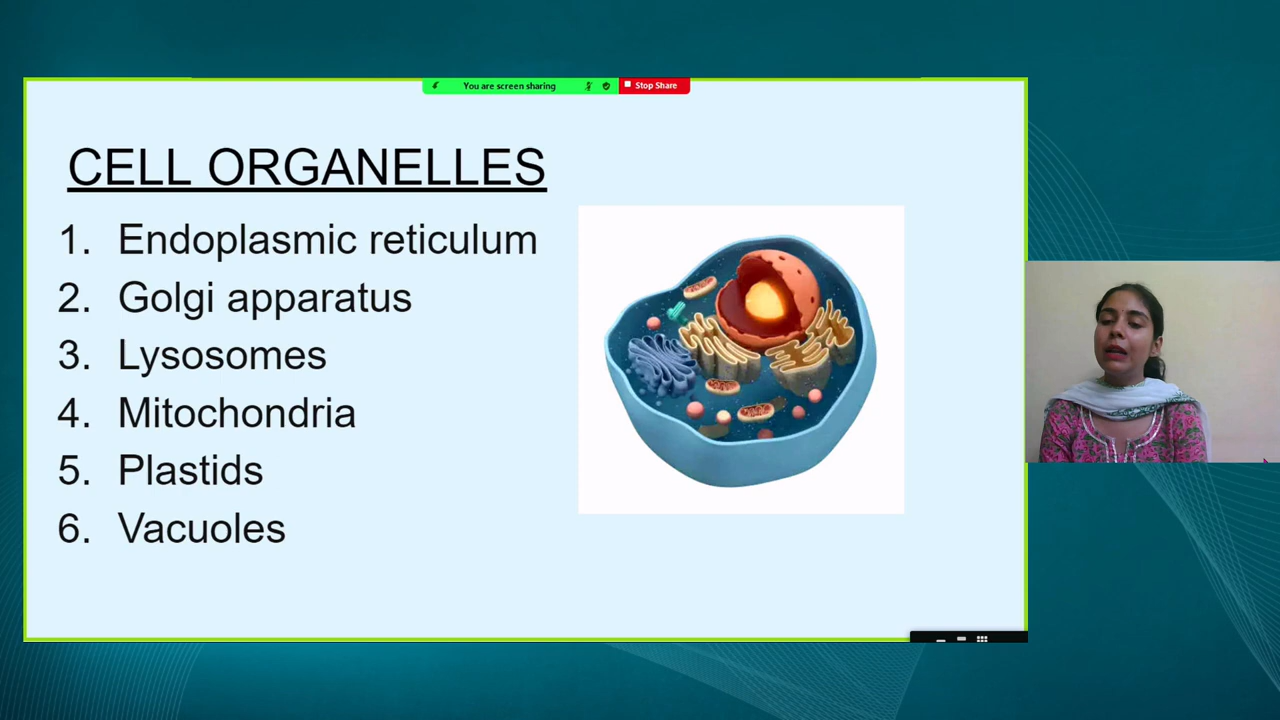 You are screen sharing
Stop Share
CELL ORGANELLES
1. Endoplasmic reticulum
2. Golgi apparatus
3. Lysosomes
4. Mitochondria
5. Plastids
6. Vacuoles